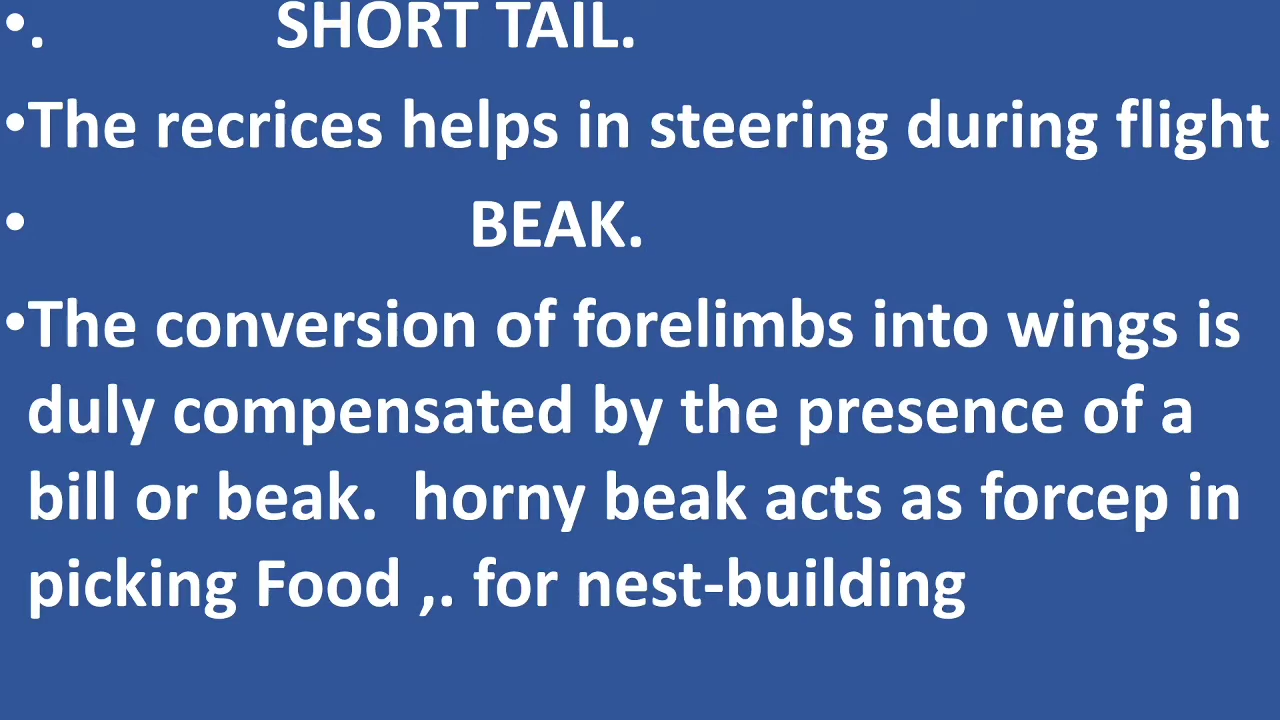 •. SHORT TAIL.
•The recrices helps in steering during flight
• BEAK.
•The conversion of forelimbs into wings is
duly compensated by the presence of a
bill or beak. horny beak acts as forcep in
picking Food ,. for nest-building